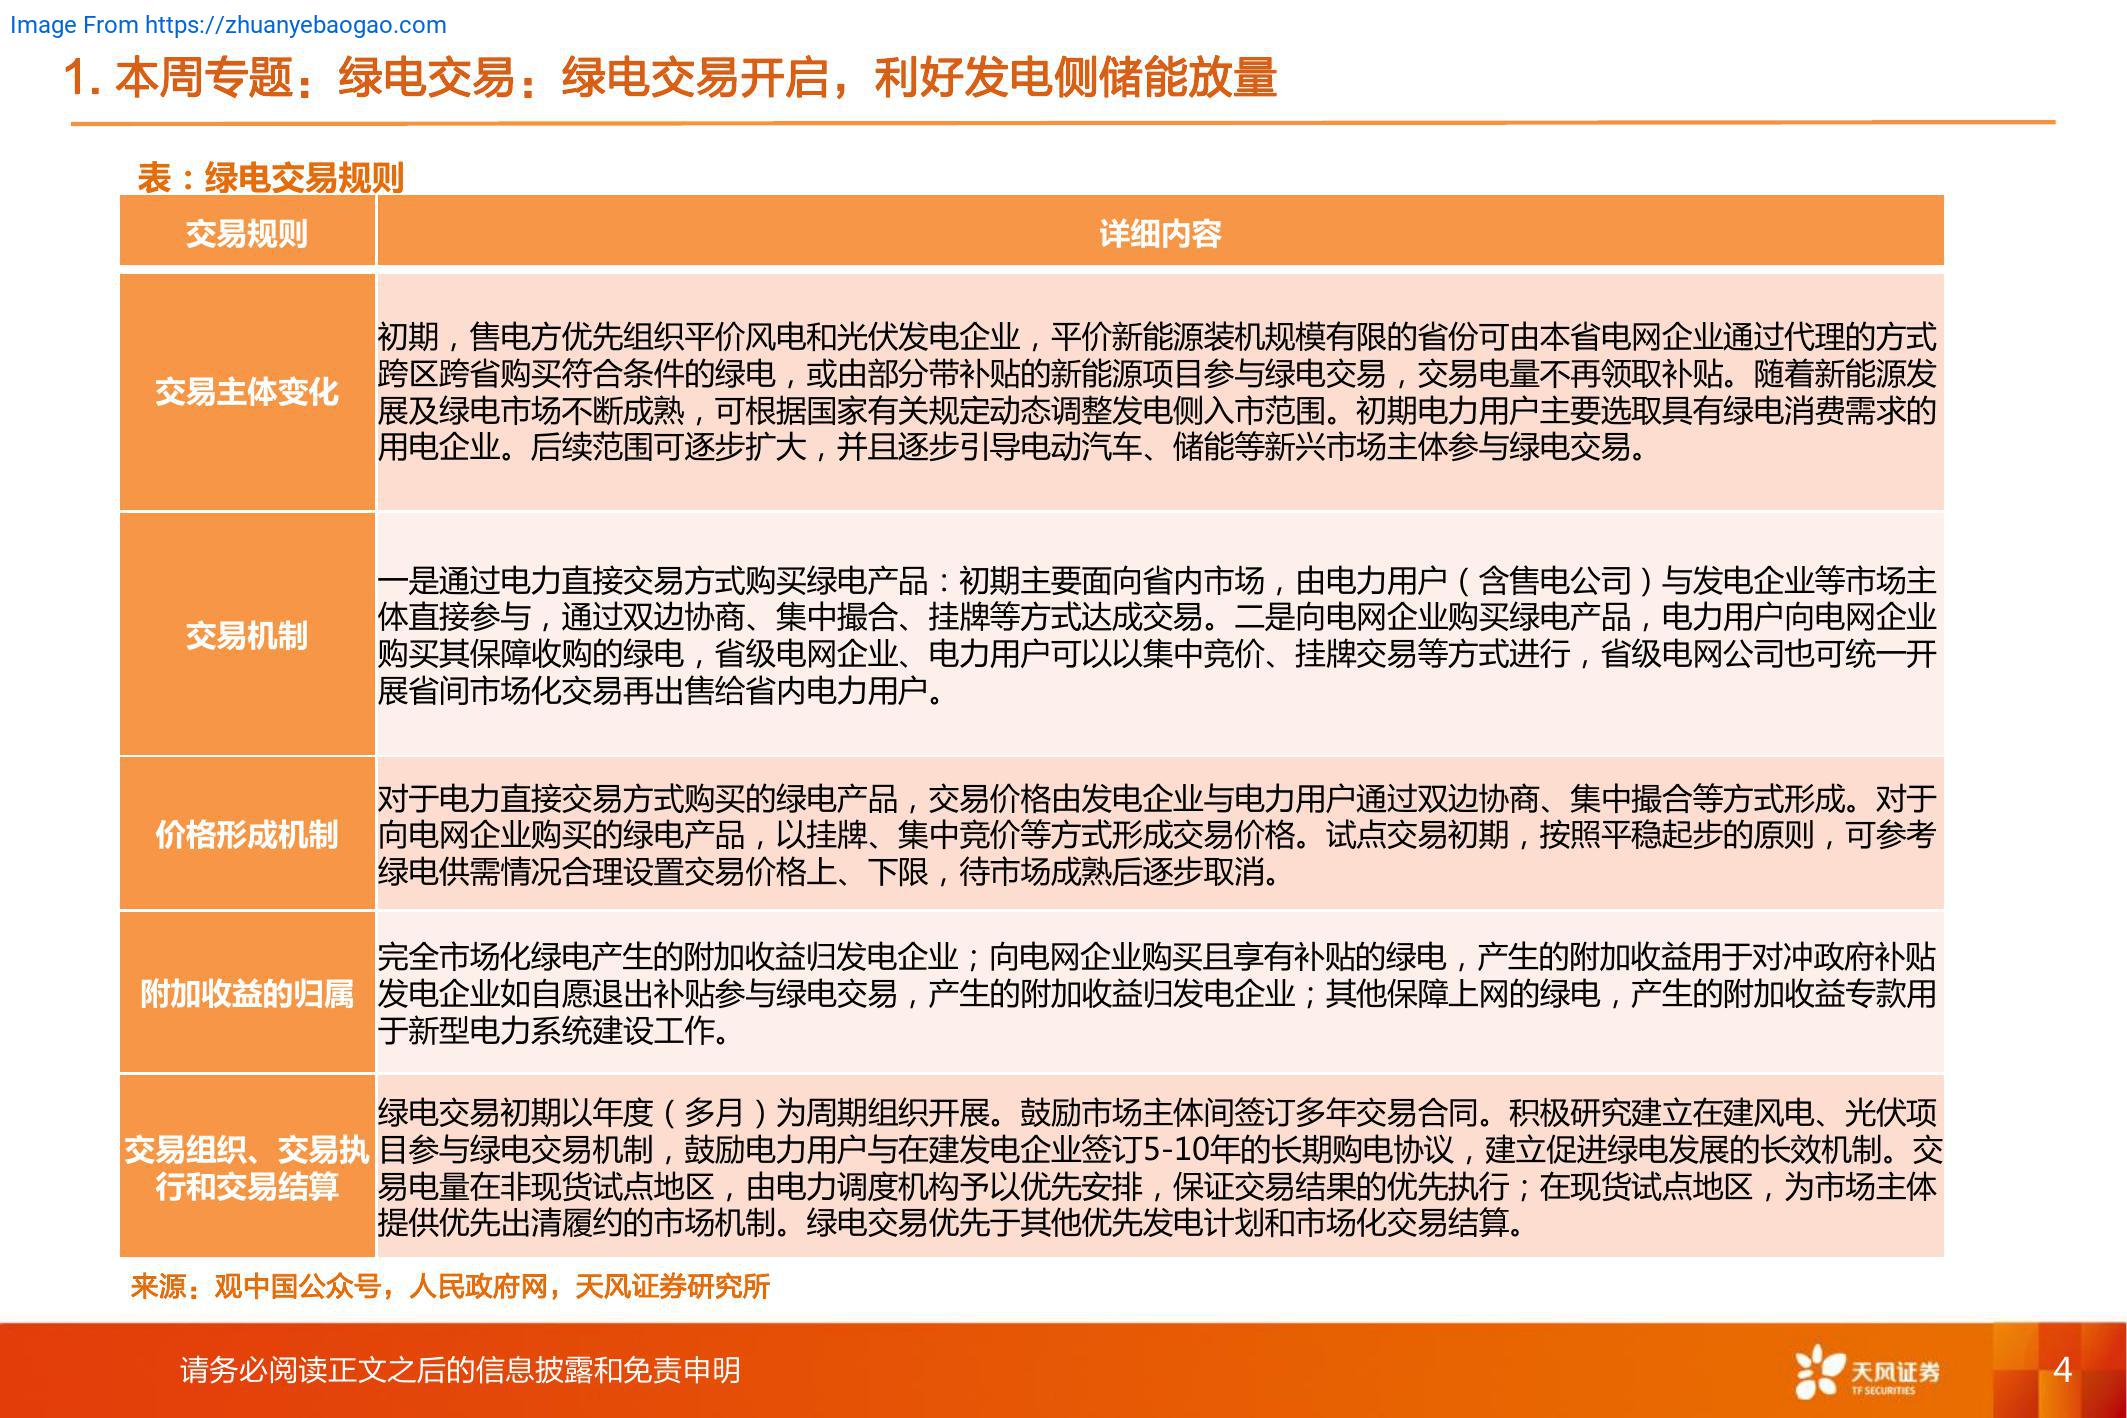 Image From https://zhuanyebaogao.com
1. 本周专题：绿电交易：绿电交易开启，利好发电侧储能放量
表：绿电交易规则
交易规则
详细内容
交易主体变化
初期，售电方优先组织平价风电和光伏发电企业，平价新能源装机规模有限的省份可由本省电网企业通过代理的方式
跨区跨省购买符合条件的绿电，或由部分带补贴的新能源项目参与绿电交易，交易电量不再领取补贴。随着新能源发
展及绿电市场不断成熟，可根据国家有关规定动态调整发电侧入市范围。初期电力用户主要选取具有绿电消费需求的
用电企业。后续范围可逐步扩大，并且逐步引导电动汽车、储能等新兴市场主体参与绿电交易。
交易机制
一是通过电力直接交易方式购买绿电产品：初期主要面向省内市场，由电力用户（含售电公司）与发电企业等市场主
体直接参与，通过双边协商、集中撮合、挂牌等方式达成交易。二是向电网企业购买绿电产品，电力用户向电网企业
购买其保障收购的绿电，省级电网企业、电力用户可以以集中竞价、挂牌交易等方式进行，省级电网公司也可统一开
展省间市场化交易再出售给省内电力用户。
价格形成机制
对于电力直接交易方式购买的绿电产品，交易价格由发电企业与电力用户通过双边协商、集中撮合等方式形成。对于
向电网企业购买的绿电产品，以挂牌、集中竞价等方式形成交易价格。试点交易初期，按照平稳起步的原则，可参考
绿电供需情况合理设置交易价格上、下限，待市场成熟后逐步取消。
附加收益的归属
完全市场化绿电产生的附加收益归发电企业；向电网企业购买且享有补贴的绿电，产生的附加收益用于对冲政府补贴
发电企业如自愿退出补贴参与绿电交易，产生的附加收益归发电企业；其他保障上网的绿电，产生的附加收益专款用
于新型电力系统建设工作。
交易组织、交易执
行和交易结算
绿电交易初期以年度（多月）为周期组织开展。鼓励市场主体间签订多年交易合同。积极研究建立在建风电、光伏项
目参与绿电交易机制，鼓励电力用户与在建发电企业签订5-10年的长期购电协议，建立促进绿电发展的长效机制。交
易电量在非现货试点地区，由电力调度机构予以优先安排，保证交易结果的优先执行；在现货试点地区，为市场主体
提供优先出清履约的市场机制。绿电交易优先于其他优先发电计划和市场化交易结算。
来源：观中国公众号，人民政府网，天风证券研究所
请务必阅读正文之后的信息披露和免责申明
天风证券
TF SECURITIES
4